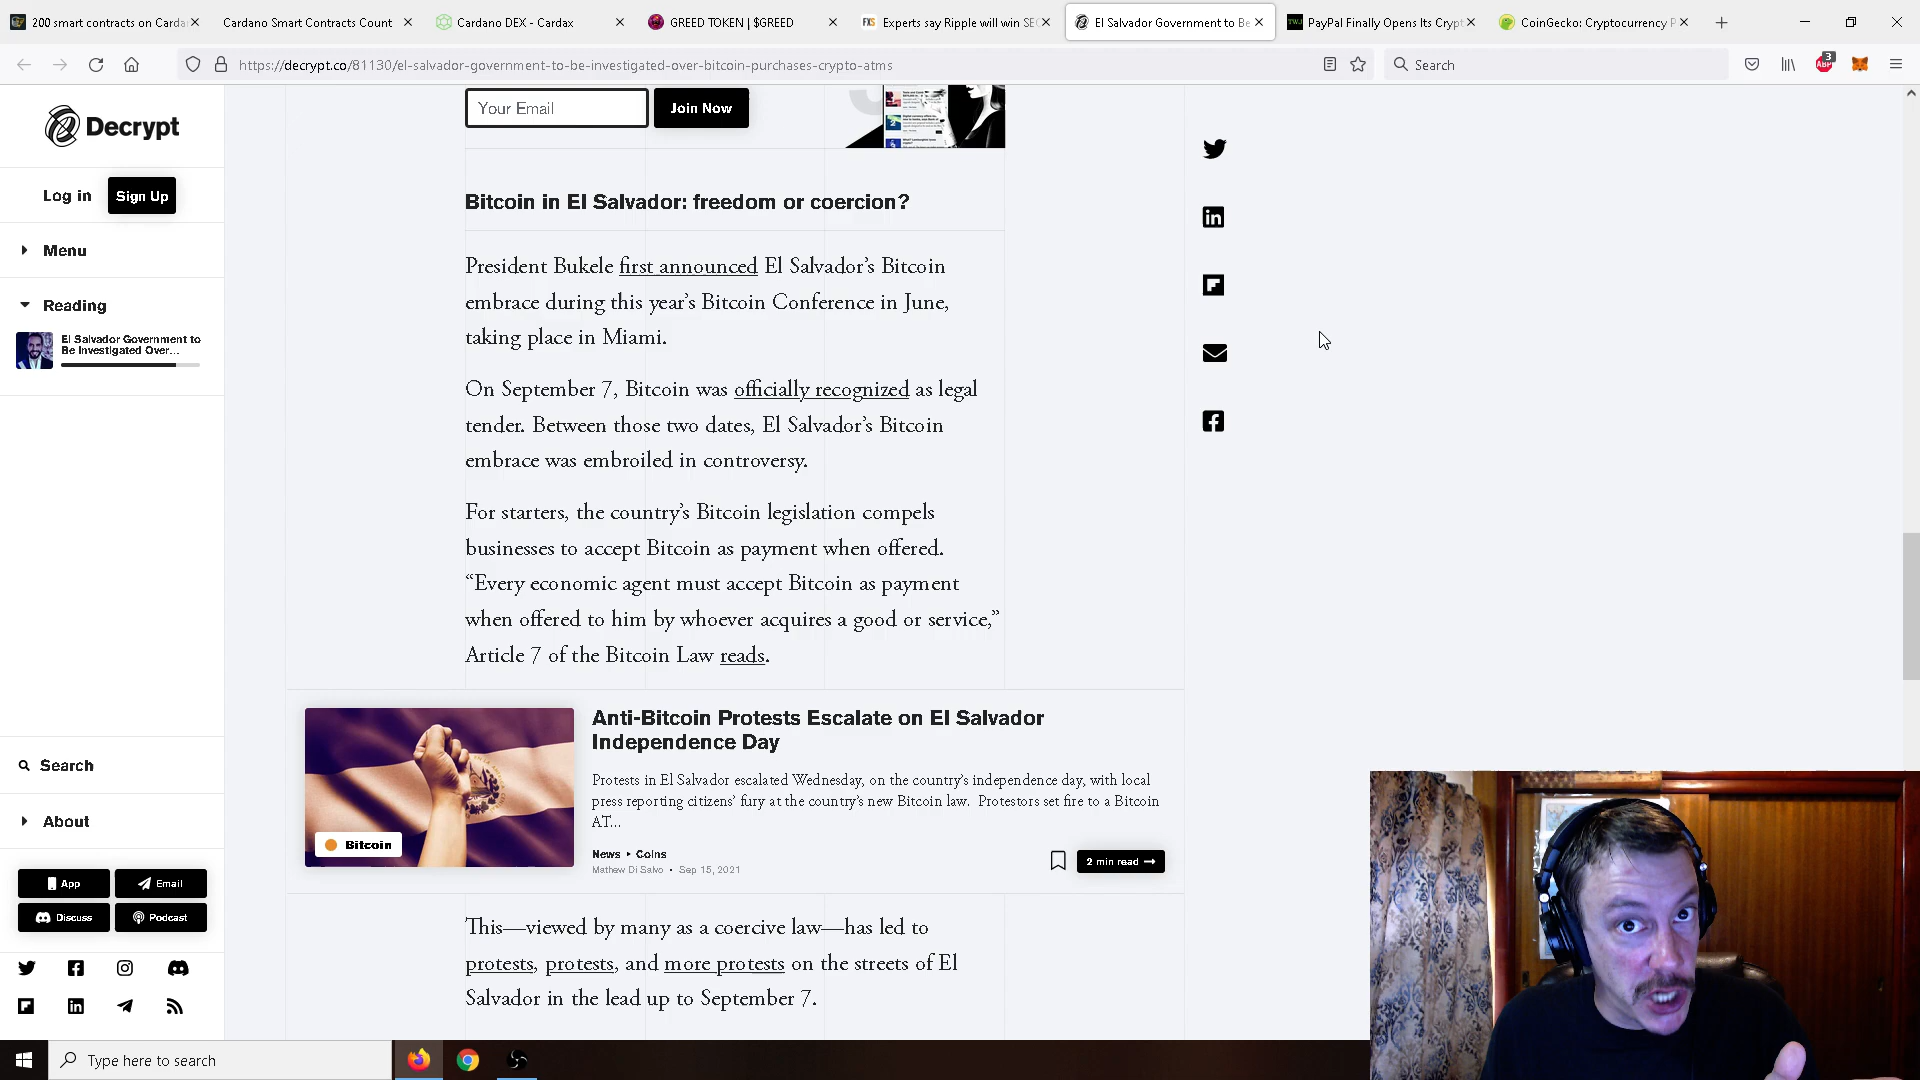 200 smart contracts on Carda
Cardano Smart Contracts Count
Cardano DEX - Cardax
GREED TOKEN | $GREED
FXS
Experts say Ripple will win SEC
El Salvador Government to Be
TWJ
PayPal Finally Opens Its Crypt
CoinGecko: Cryptocurrency P
https://decrypt.co/81130/el-salvador-government-to-be-investigated-over-bitcoin-purchases-crypto-atms
Search
ABP
3
Decrypt
Log in
Sign Up
Menu
Reading
El Salvador Government to
Be Investigated Over...
Search
About
App
Email
Discuss
Podcast
Your Email
Join Now
Bitcoin in El Salvador: freedom or coercion?
President Bukele first announced El Salvador’s Bitcoin
embrace during this year’s Bitcoin Conference in June,
taking place in Miami.
On September 7, Bitcoin was officially recognized as legal
tender. Between those two dates, El Salvador’s Bitcoin
embrace was embroiled in controversy.
For starters, the country’s Bitcoin legislation compels
businesses to accept Bitcoin as payment when offered.
“Every economic agent must accept Bitcoin as payment
when offered to him by whoever acquires a good or service,”
Article 7 of the Bitcoin Law reads.
Bitcoin
Anti-Bitcoin Protests Escalate on El Salvador
Independence Day
Protests in El Salvador escalated Wednesday, on the country’s independence day, with local
press reporting citizens’ fury at the country’s new Bitcoin law. Protestors set fire to a Bitcoin
AT...
News • Coins
Mathew Di Salvo • Sep 15, 2021
2 min read
This—viewed by many as a coercive law—has led to
protests, protests, and more protests on the streets of El
Salvador in the lead up to September 7.
Type here to search